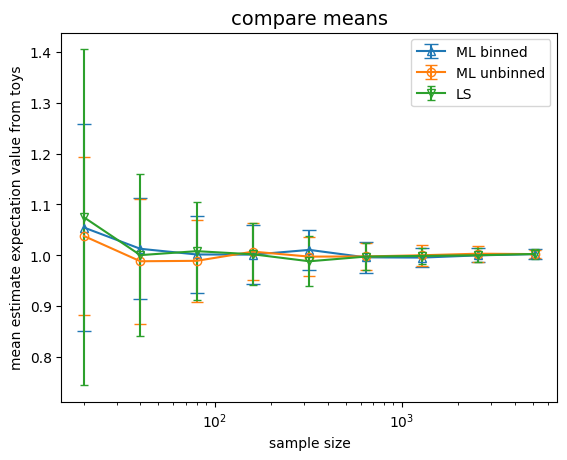 compare means
mean estimate expectation value from toys
1.4
1.3
1.2
1.1
1.0
0.9
0.8
ML binned
ML unbinned
LS
10²
10³
sample size